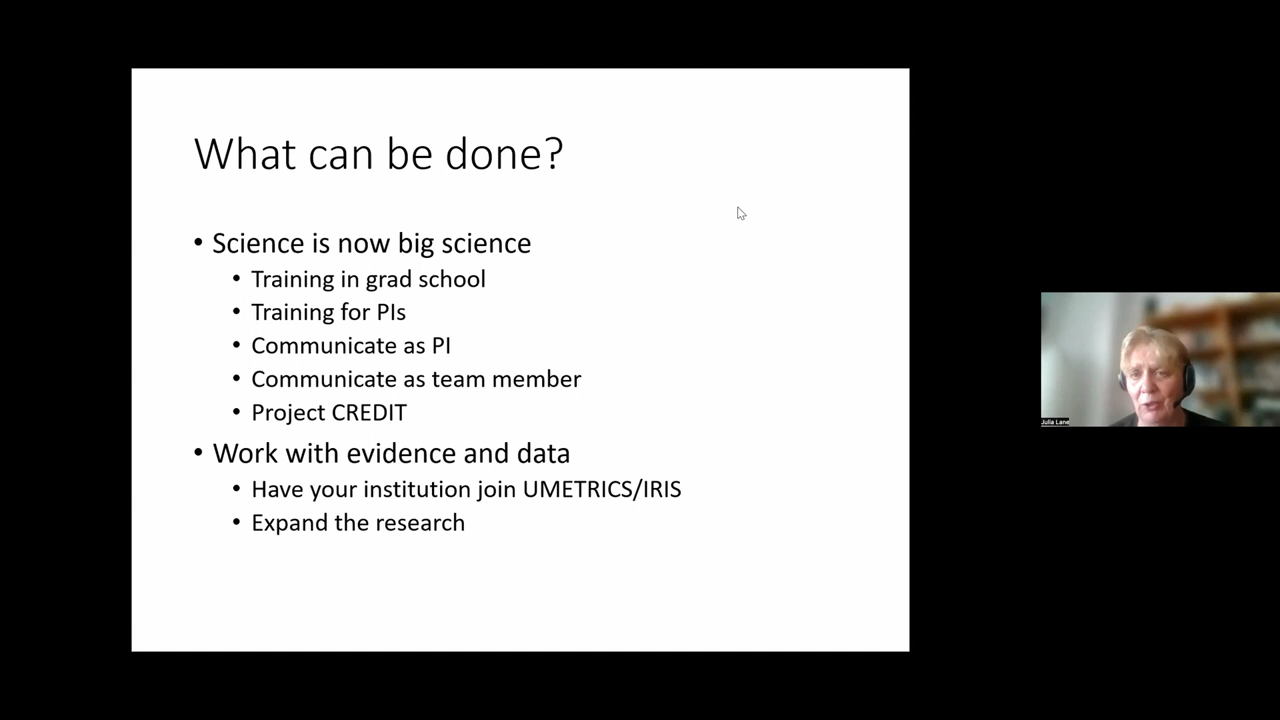 What can be done?
• Science is now big science
• Training in grad school
• Training for PIs
• Communicate as PI
• Communicate as team member
• Project CREDIT
• Work with evidence and data
• Have your institution join UMETRICS/IRIS
• Expand the research
Julia Lane